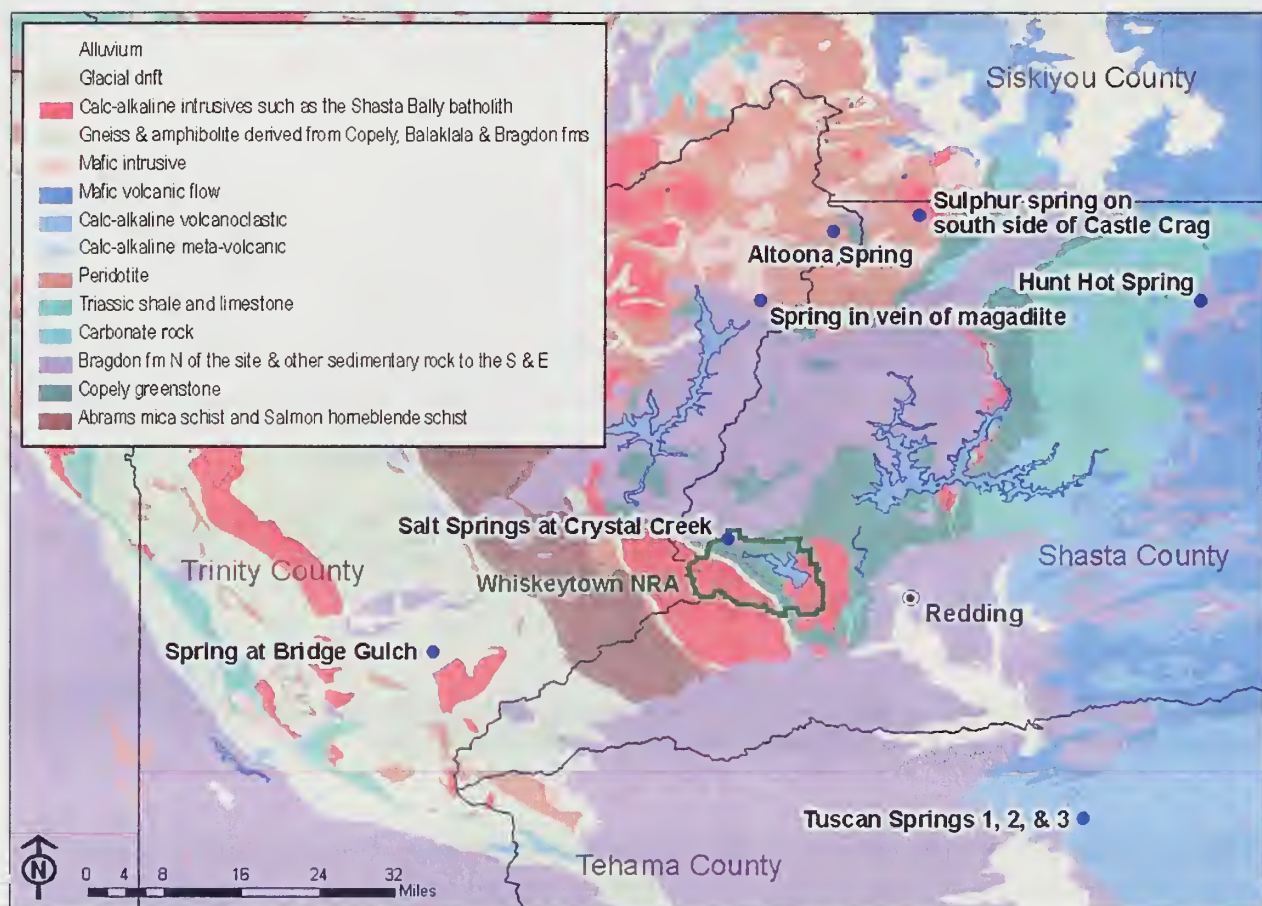 Alluvium
Glacial drift
Calc-alkaline intrusives such as the Shasta Bally batholith
Gneiss & amphibolite derived from Copely, Balaklala & Bragdon fms
Mafic intrusive
Mafic volcanic flow
Calc-alkaline volcanoclastic
Calc-alkaline meta-volcanic
Peridotite
Triassic shale and limestone
Carbonate rock
Bragdon fm N of the site & other sedimentary rock to the S & E
Copely greenstone
Abrams mica schist and Salmon horneblende schist
Siskiyou County
Sulphur spring on
south side of Castle Crag
Altoona Spring
Hunt Hot Spring
Spring in vein of magadiite
Salt Springs at Crystal Creek
Shasta County
Trinity County
Whiskeytown NRA
Redding
Spring at Bridge Gulch
Tuscan Springs 1, 2, & 3
Tehama County
N
0 4 8 16 24 32
Miles